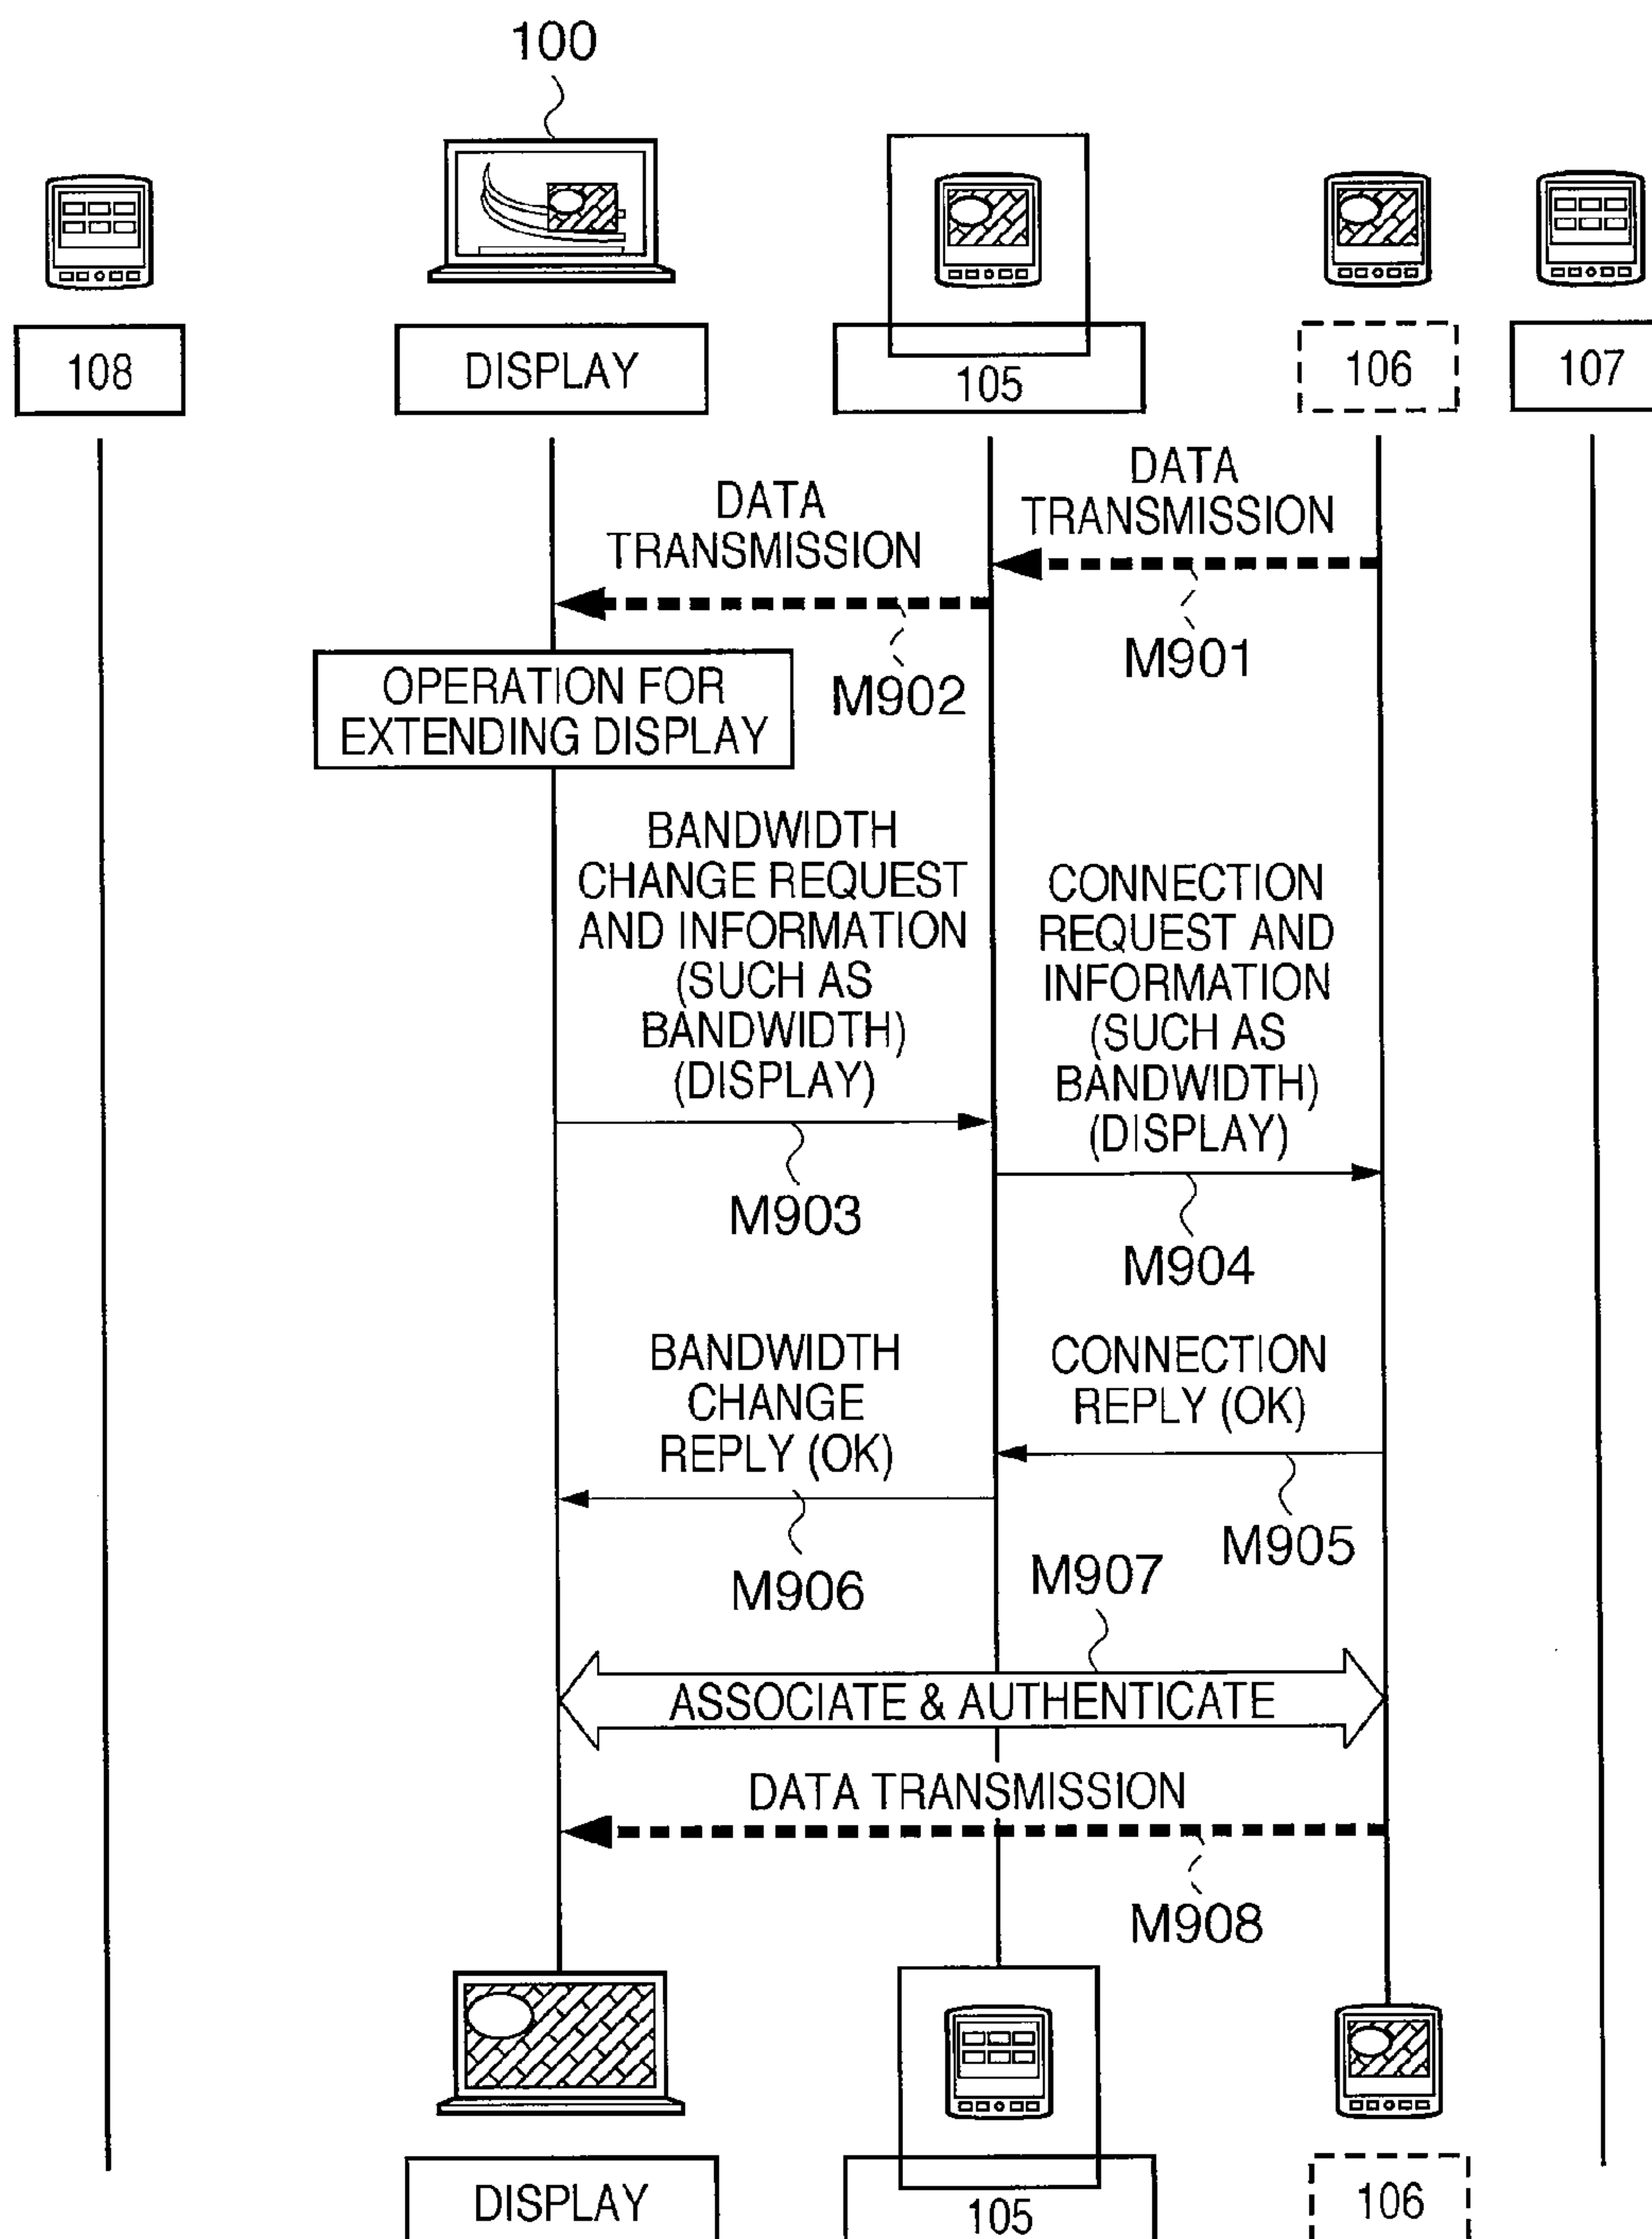 100
108
DISPLAY
105
106
107
DATA
TRANSMISSION
M901
DATA
TRANSMISSION
M902
OPERATION FOR
EXTENDING DISPLAY
BANDWIDTH
CHANGE REQUEST
AND INFORMATION
(SUCH AS
BANDWIDTH)
(DISPLAY)
M903
CONNECTION
REQUEST AND
INFORMATION
(SUCH AS
BANDWIDTH)
(DISPLAY)
M904
CONNECTION
REPLY (OK)
M905
BANDWIDTH
CHANGE
REPLY (OK)
M906
M907
ASSOCIATE & AUTHENTICATE
DATA TRANSMISSION
M908
DISPLAY
105
106